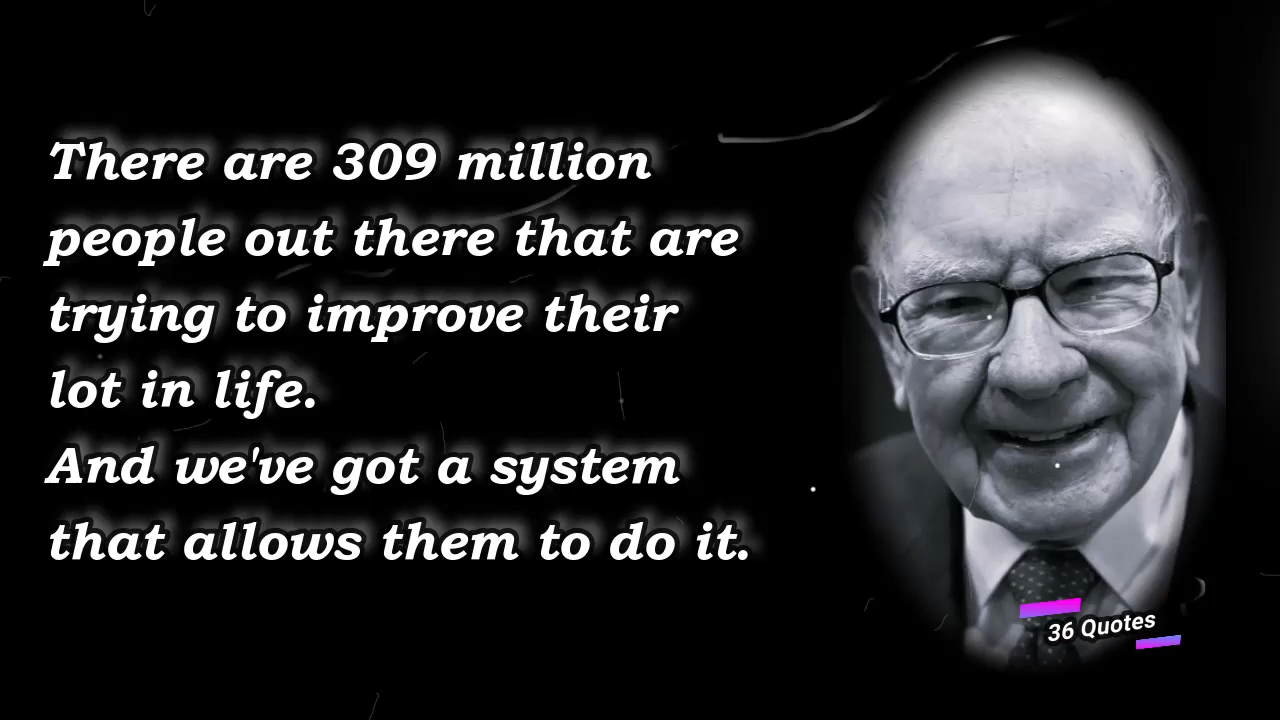 There are 309 million
people out there that are
trying to improve their
lot in life.
And we've got a system
that allows them to do it.
36 Quotes